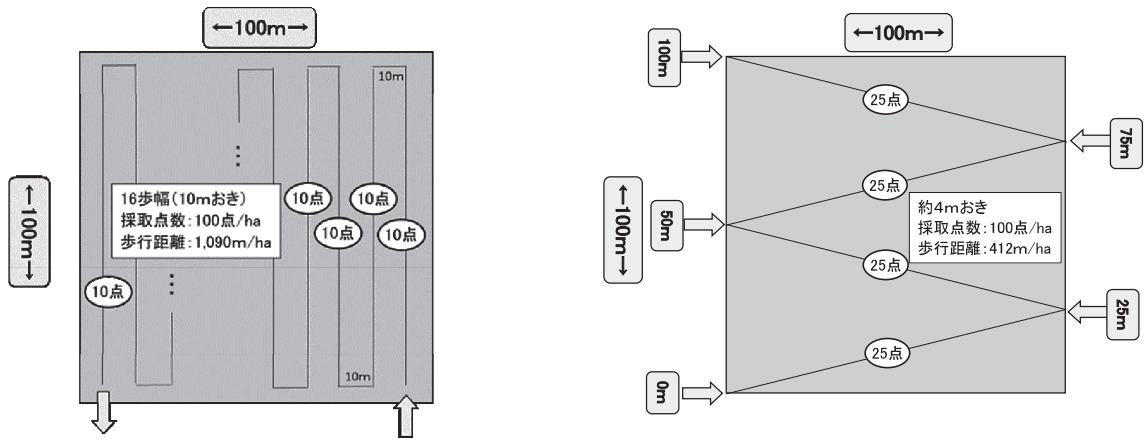 ←100m→
10m
←100m→
16歩幅(10mおき)
採取点数:100点/ha
歩行距離:1,090m/ha
10点
10点
10点
10点
10点
10m
←100m→
100m
25点
75m
25点
←100m→
50m
約4mおき
採取点数:100点/ha
歩行距離:412m/ha
25点
25m
25点
0m